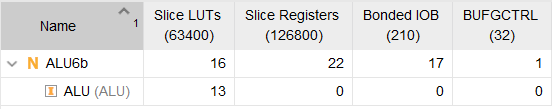 Name 1 Slice LUTs (63400) Slice Registers (126800) Bonded IOB (210) BUFGCTRL (32)
N ALU6b 16 22 17 1
I ALU (ALU) 13 0 0 0